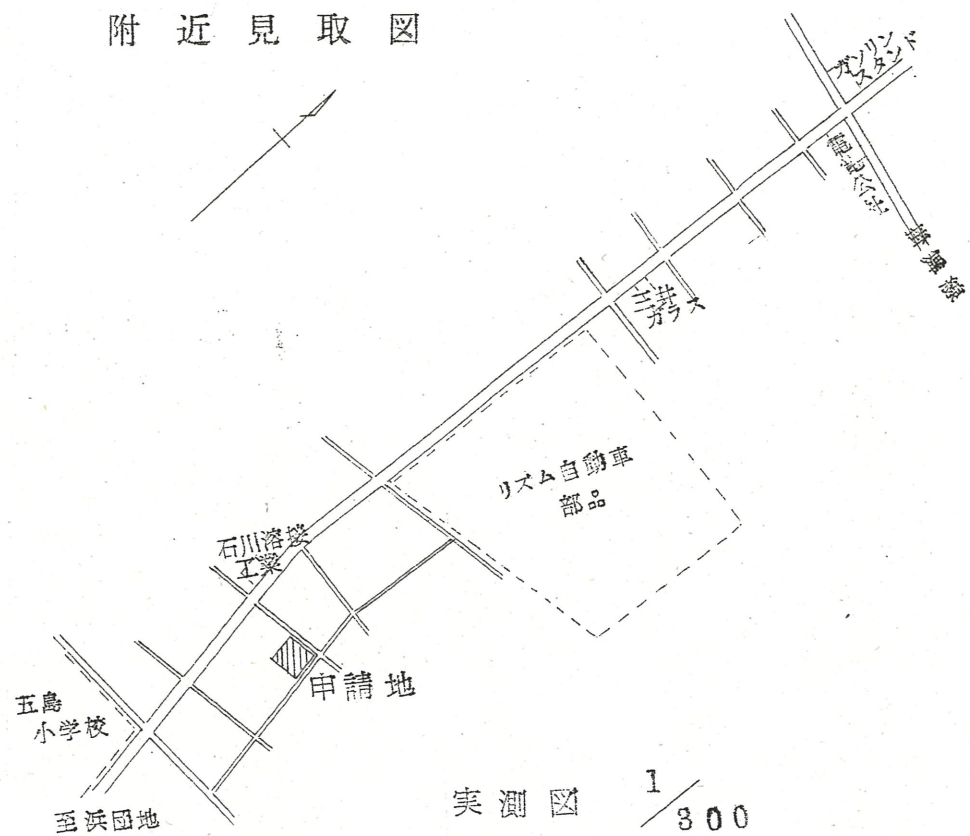 附近見取図
ガソリン
スタンド
電電公社
舞阪線
三井
ガラス
リズム自動車
部品
石川溶接
工業
申請地
五島
小学校
至浜団地
実測図 1/300